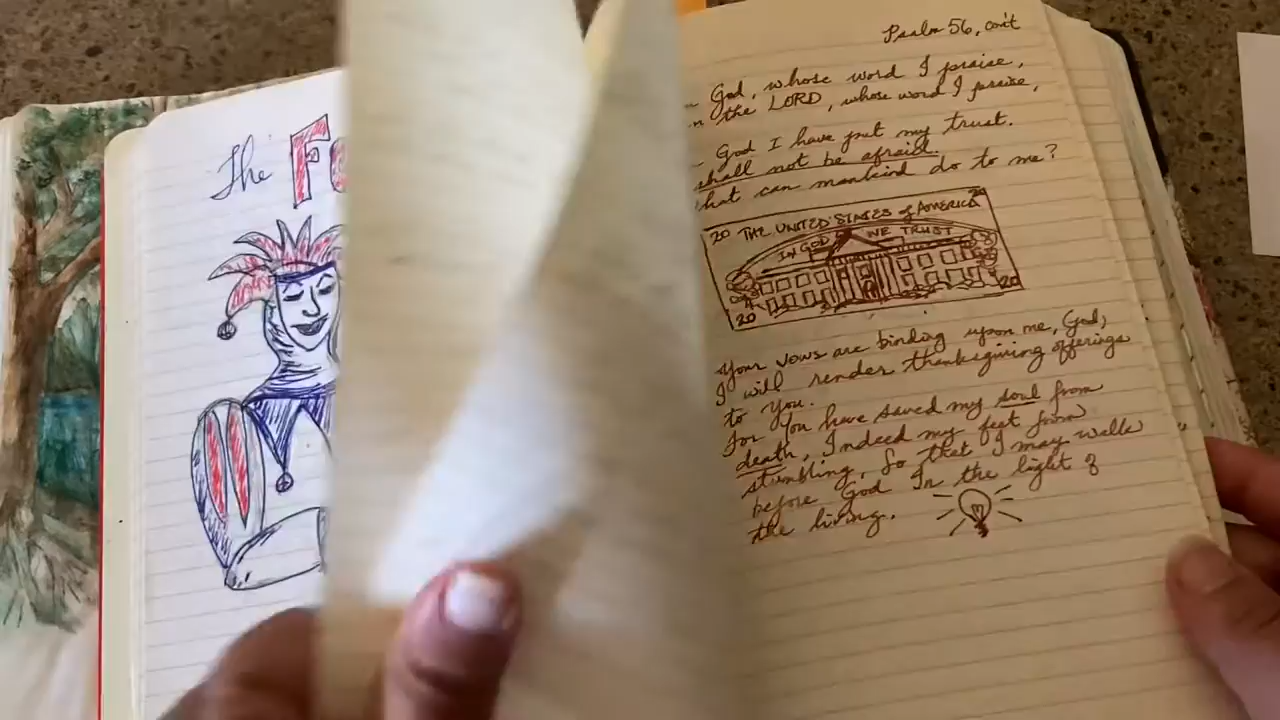 The Fo
Psalm 56, con't
God, whose word I praise,
n the LORD, whose word I praise,
God I have put my trust.
shall not be afraid.
hat can mankind do to me?
20 THE UNITED STATES of AMERICA 20
IN GOD WE TRUST
20 20
Your vows are binding upon me, God;
I will render thanksgiving offerings
to You.
For You have saved my soul from
death, Indeed my feet from
stumbling, So that I may walk
before God In the light of
the living.